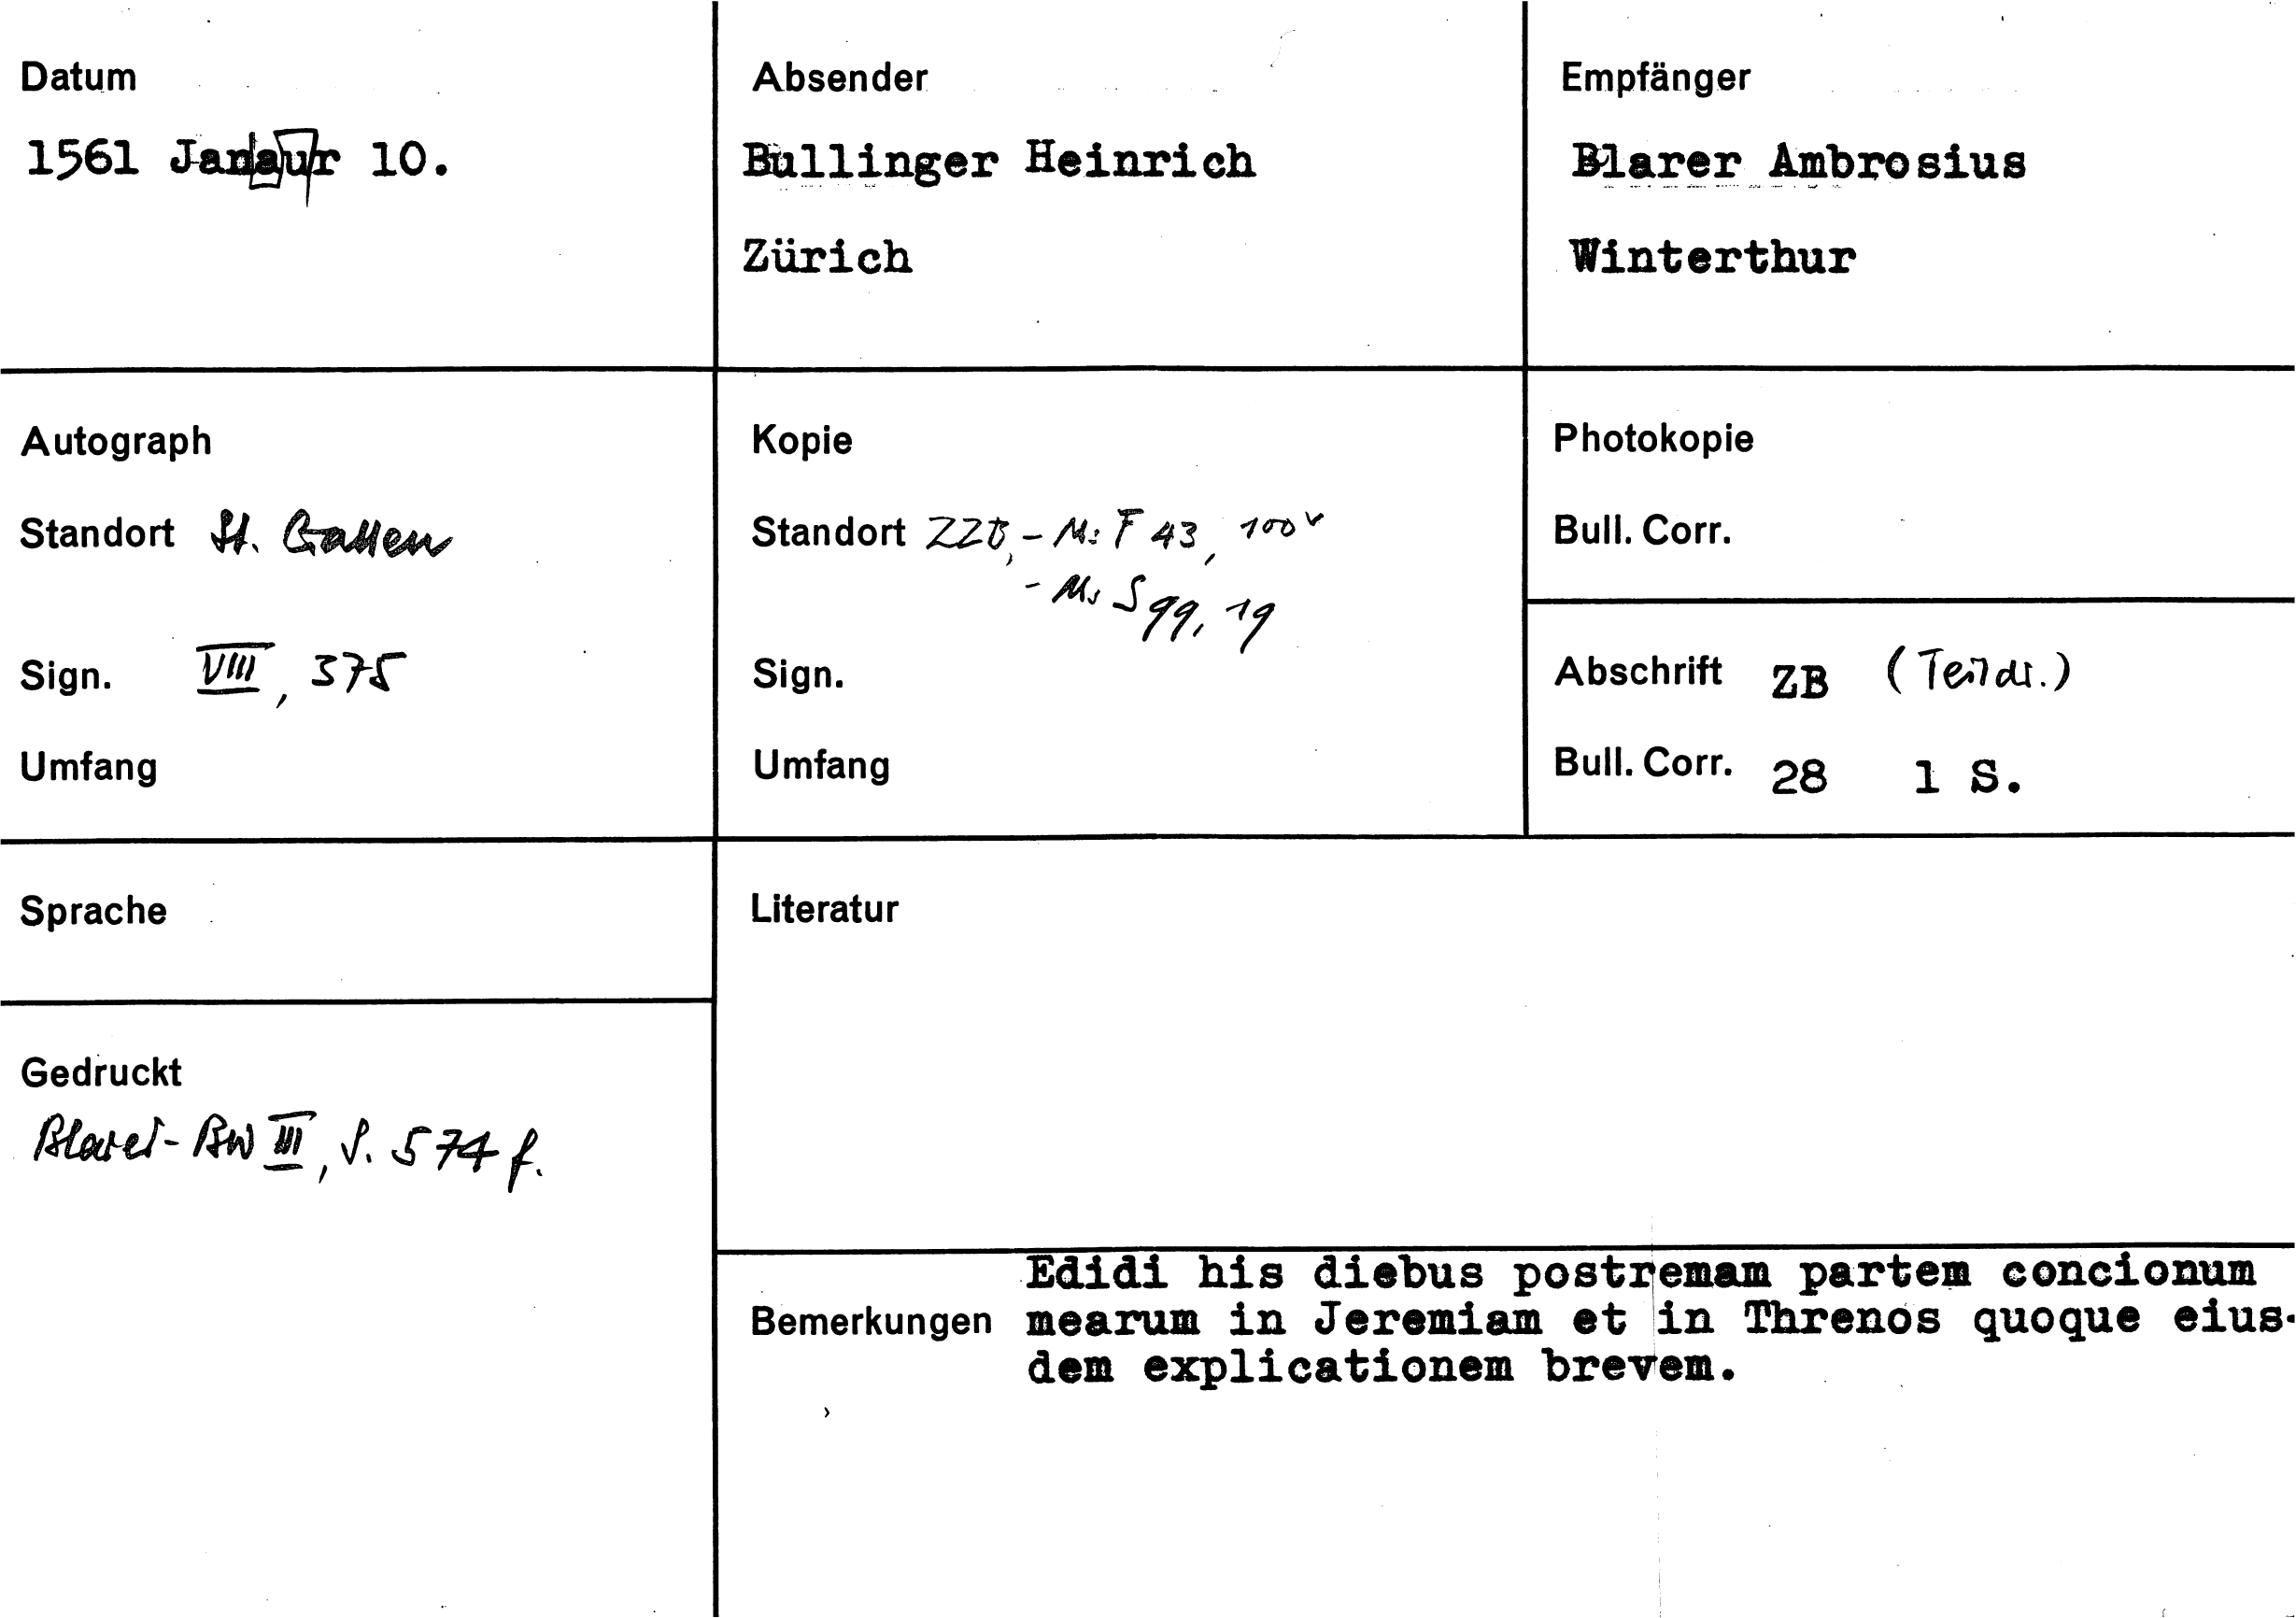 Datum
1561 Janaur 10.
Absender
Bullinger Heinrich
Zürich
Empfänger
Blarer Ambrosius
Winterthur
Autograph
Standort St. Gallen
Sign. VIII, 375
Umfang
Kopie
Standort ZZB, - Ms F 43, 100v
- Ms S 99, 19
Sign.
Umfang
Photokopie
Bull. Corr.
Abschrift ZB (Teildr.)
Bull. Corr. 28 1 S.
Sprache
Literatur
Gedruckt
Blarer-BW III, S. 574 f.
Bemerkungen
Edidi his diebus postremam partem concionum
mearum in Jeremiam et in Threnos quoque eius-
dem explicationem brevem.